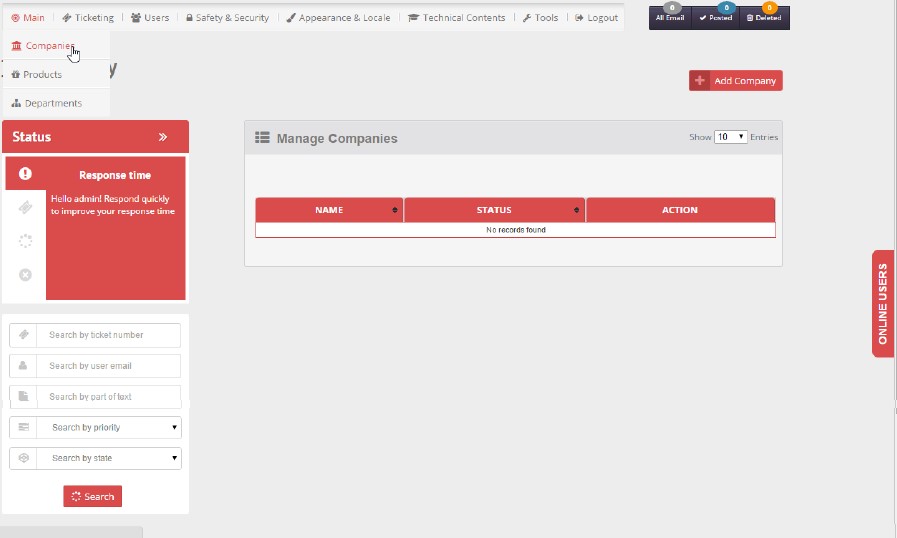 Main Ticketing Users Safety & Security Appearance & Locale Technical Contents Tools Logout
0 0 0
All Email Posted Deleted
Companies
Products
Departments
Add Company
Status
Response time
Hello admin! Respond quickly
to improve your response time
Manage Companies
Show 10 Entries
NAME STATUS ACTION
No records found
ONLINE USERS
Search by ticket number
Search by user email
Search by part of text
Search by priority
Search by state
Search